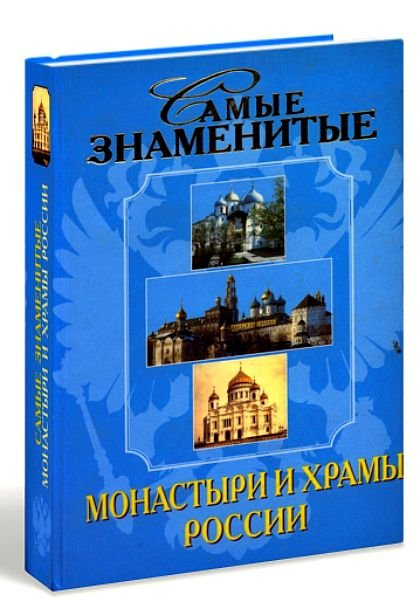 Самые
ЗНАМЕНИТЫЕ
МОНАСТЫРИ И ХРАМЫ
РОССИИ
САМЫЕ ЗНАМЕНИТЫЕ
МОНАСТЫРИ И ХРАМЫ РОССИИ